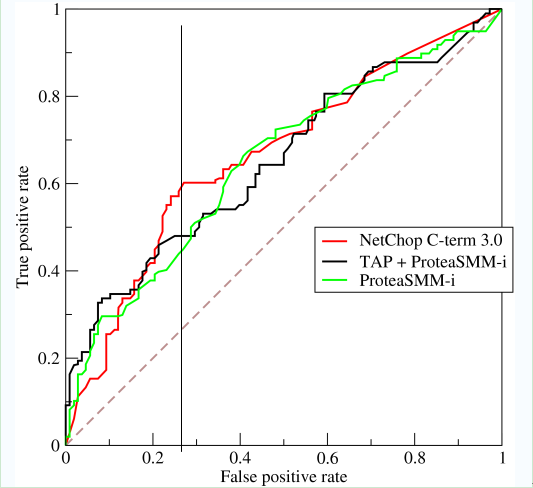 1
0.8
0.6
0.4
0.2
0
True positive rate
NetChop C-term 3.0
TAP + ProteaSMM-i
ProteaSMM-i
0 0.2 0.4 0.6 0.8 1
False positive rate